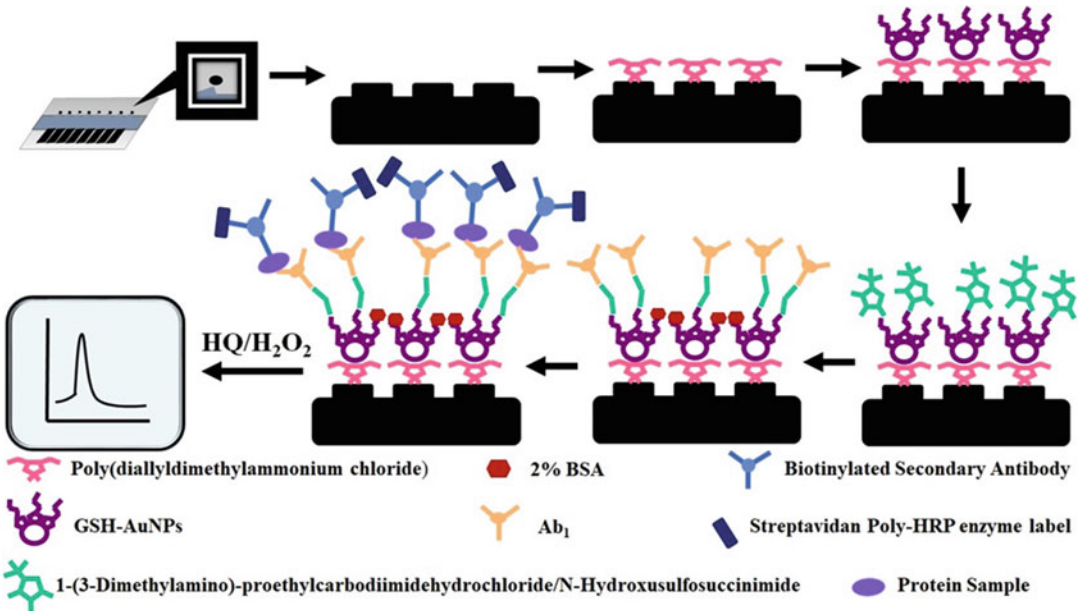 HQ/H₂O₂
Poly(diallyldimethylammonium chloride)
2% BSA
Biotinylated Secondary Antibody
GSH-AuNPs
Ab₁
Streptavidan Poly-HRP enzyme label
1-(3-Dimethylamino)-proethylcarbodiimidehydrochloride/N-Hydroxusulfosuccinimide
Protein Sample